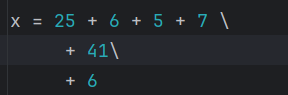 x = 25 + 6 + 5 + 7 \
+ 41\
+ 6